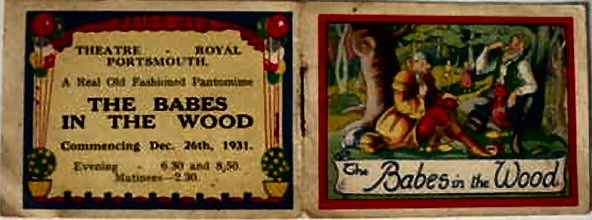 THEATRE - ROYAL
PORTSMOUTH.
A Real Old Fashioned Pantomime
THE BABES
IN THE WOOD
Commencing Dec. 26th, 1931.
Evening - 6.30 and 8.50.
Matinees—2.30.
The Babes in the Wood